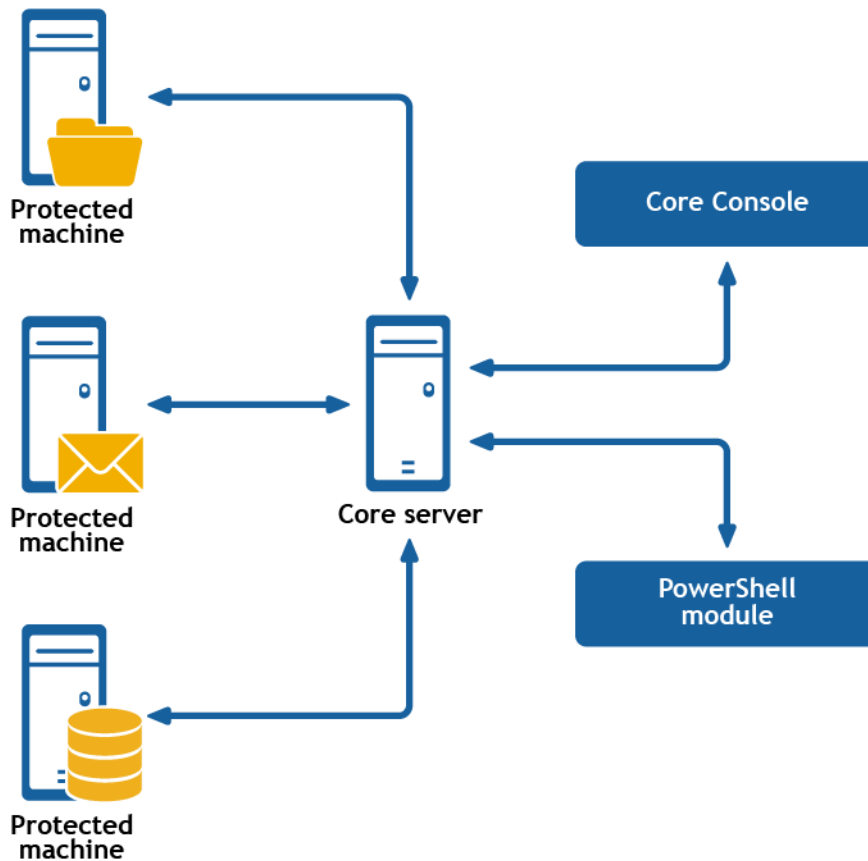 Protected
machine
Core Console
Protected
machine
Core server
PowerShell
module
Protected
machine